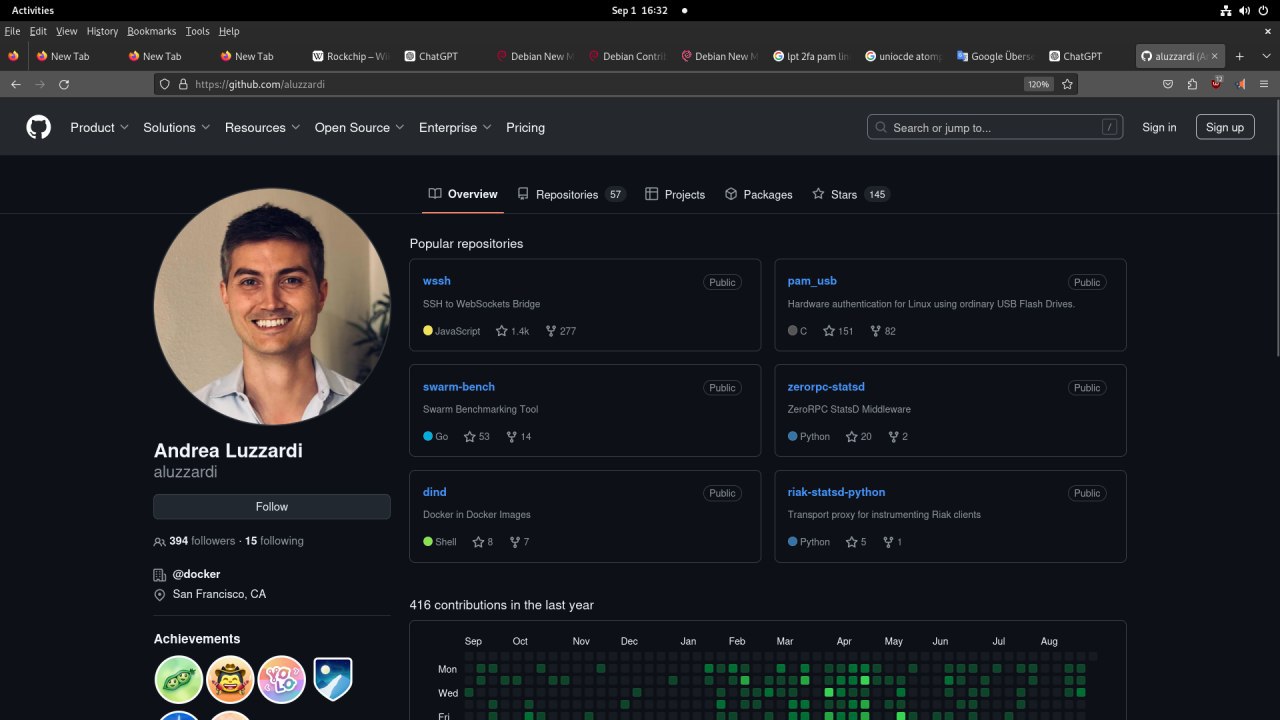 Activities
Sep 1 16:32
File Edit View History Bookmarks Tools Help
New Tab New Tab New Tab Rockchip – Wi ChatGPT Debian New M Debian Contri Debian New M lpt 2fa pam lin uniocde atomp Google Überse ChatGPT aluzzardi (A
https://github.com/aluzzardi 120% 12
Product Solutions Resources Open Source Enterprise Pricing Search or jump to... / Sign in Sign up
Overview Repositories 57 Projects Packages Stars 145
Popular repositories
wssh Public
SSH to WebSockets Bridge
JavaScript 1.4k 277
pam_usb Public
Hardware authentication for Linux using ordinary USB Flash Drives.
C 151 82
swarm-bench Public
Swarm Benchmarking Tool
Go 53 14
zerorpc-statsd Public
ZeroRPC StatsD Middleware
Python 20 2
dind Public
Docker in Docker Images
Shell 8 7
riak-statsd-python Public
Transport proxy for instrumenting Riak clients
Python 5 1
Andrea Luzzardi
aluzzardi
Follow
394 followers · 15 following
@docker
San Francisco, CA
Achievements
YOLO
416 contributions in the last year
Sep Oct Nov Dec Jan Feb Mar Apr May Jun Jul Aug
Mon
Wed
Fri